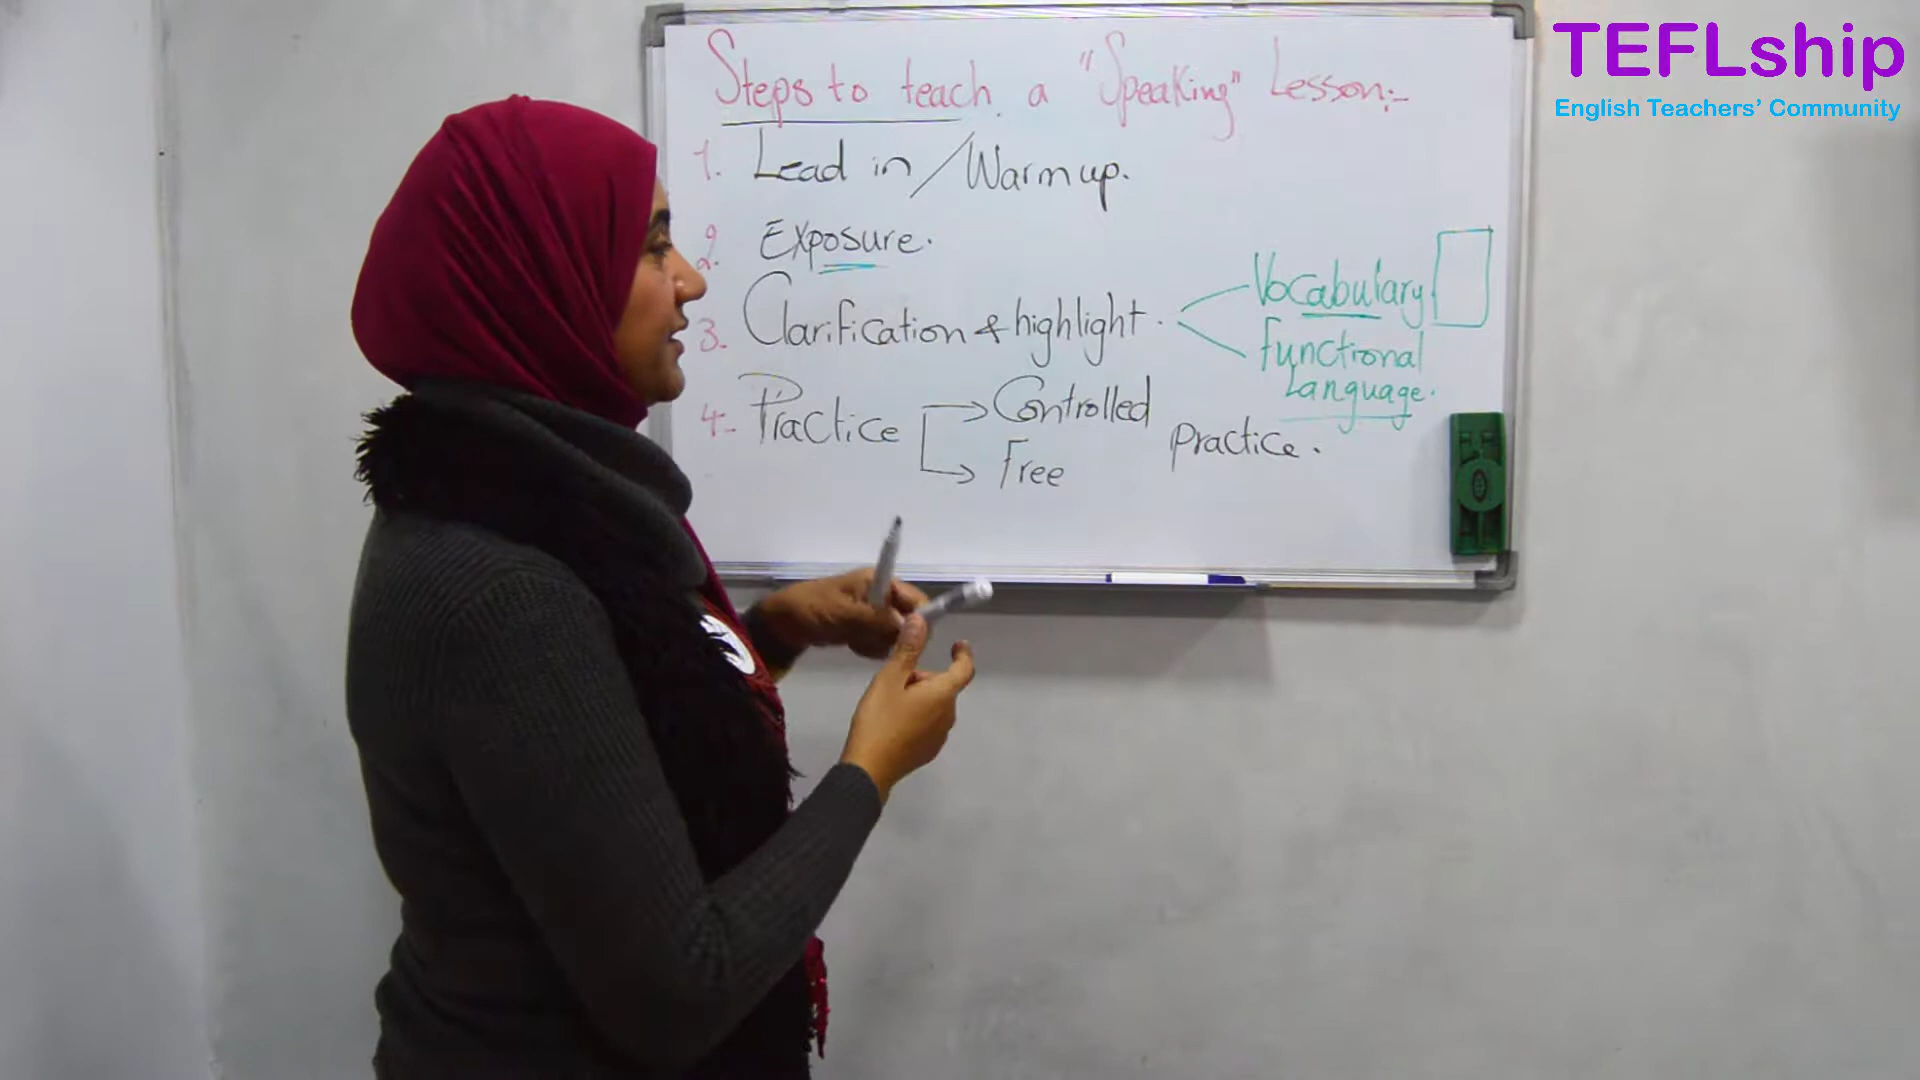 TEFLship
English Teachers' Community
Steps to teach a "Speaking" Lesson:-
1. Lead in / Warm up.
2. Exposure.
3. Clarification & highlight.
Vocabulary
Functional
Language.
4- Practice
Controlled
Free
practice.